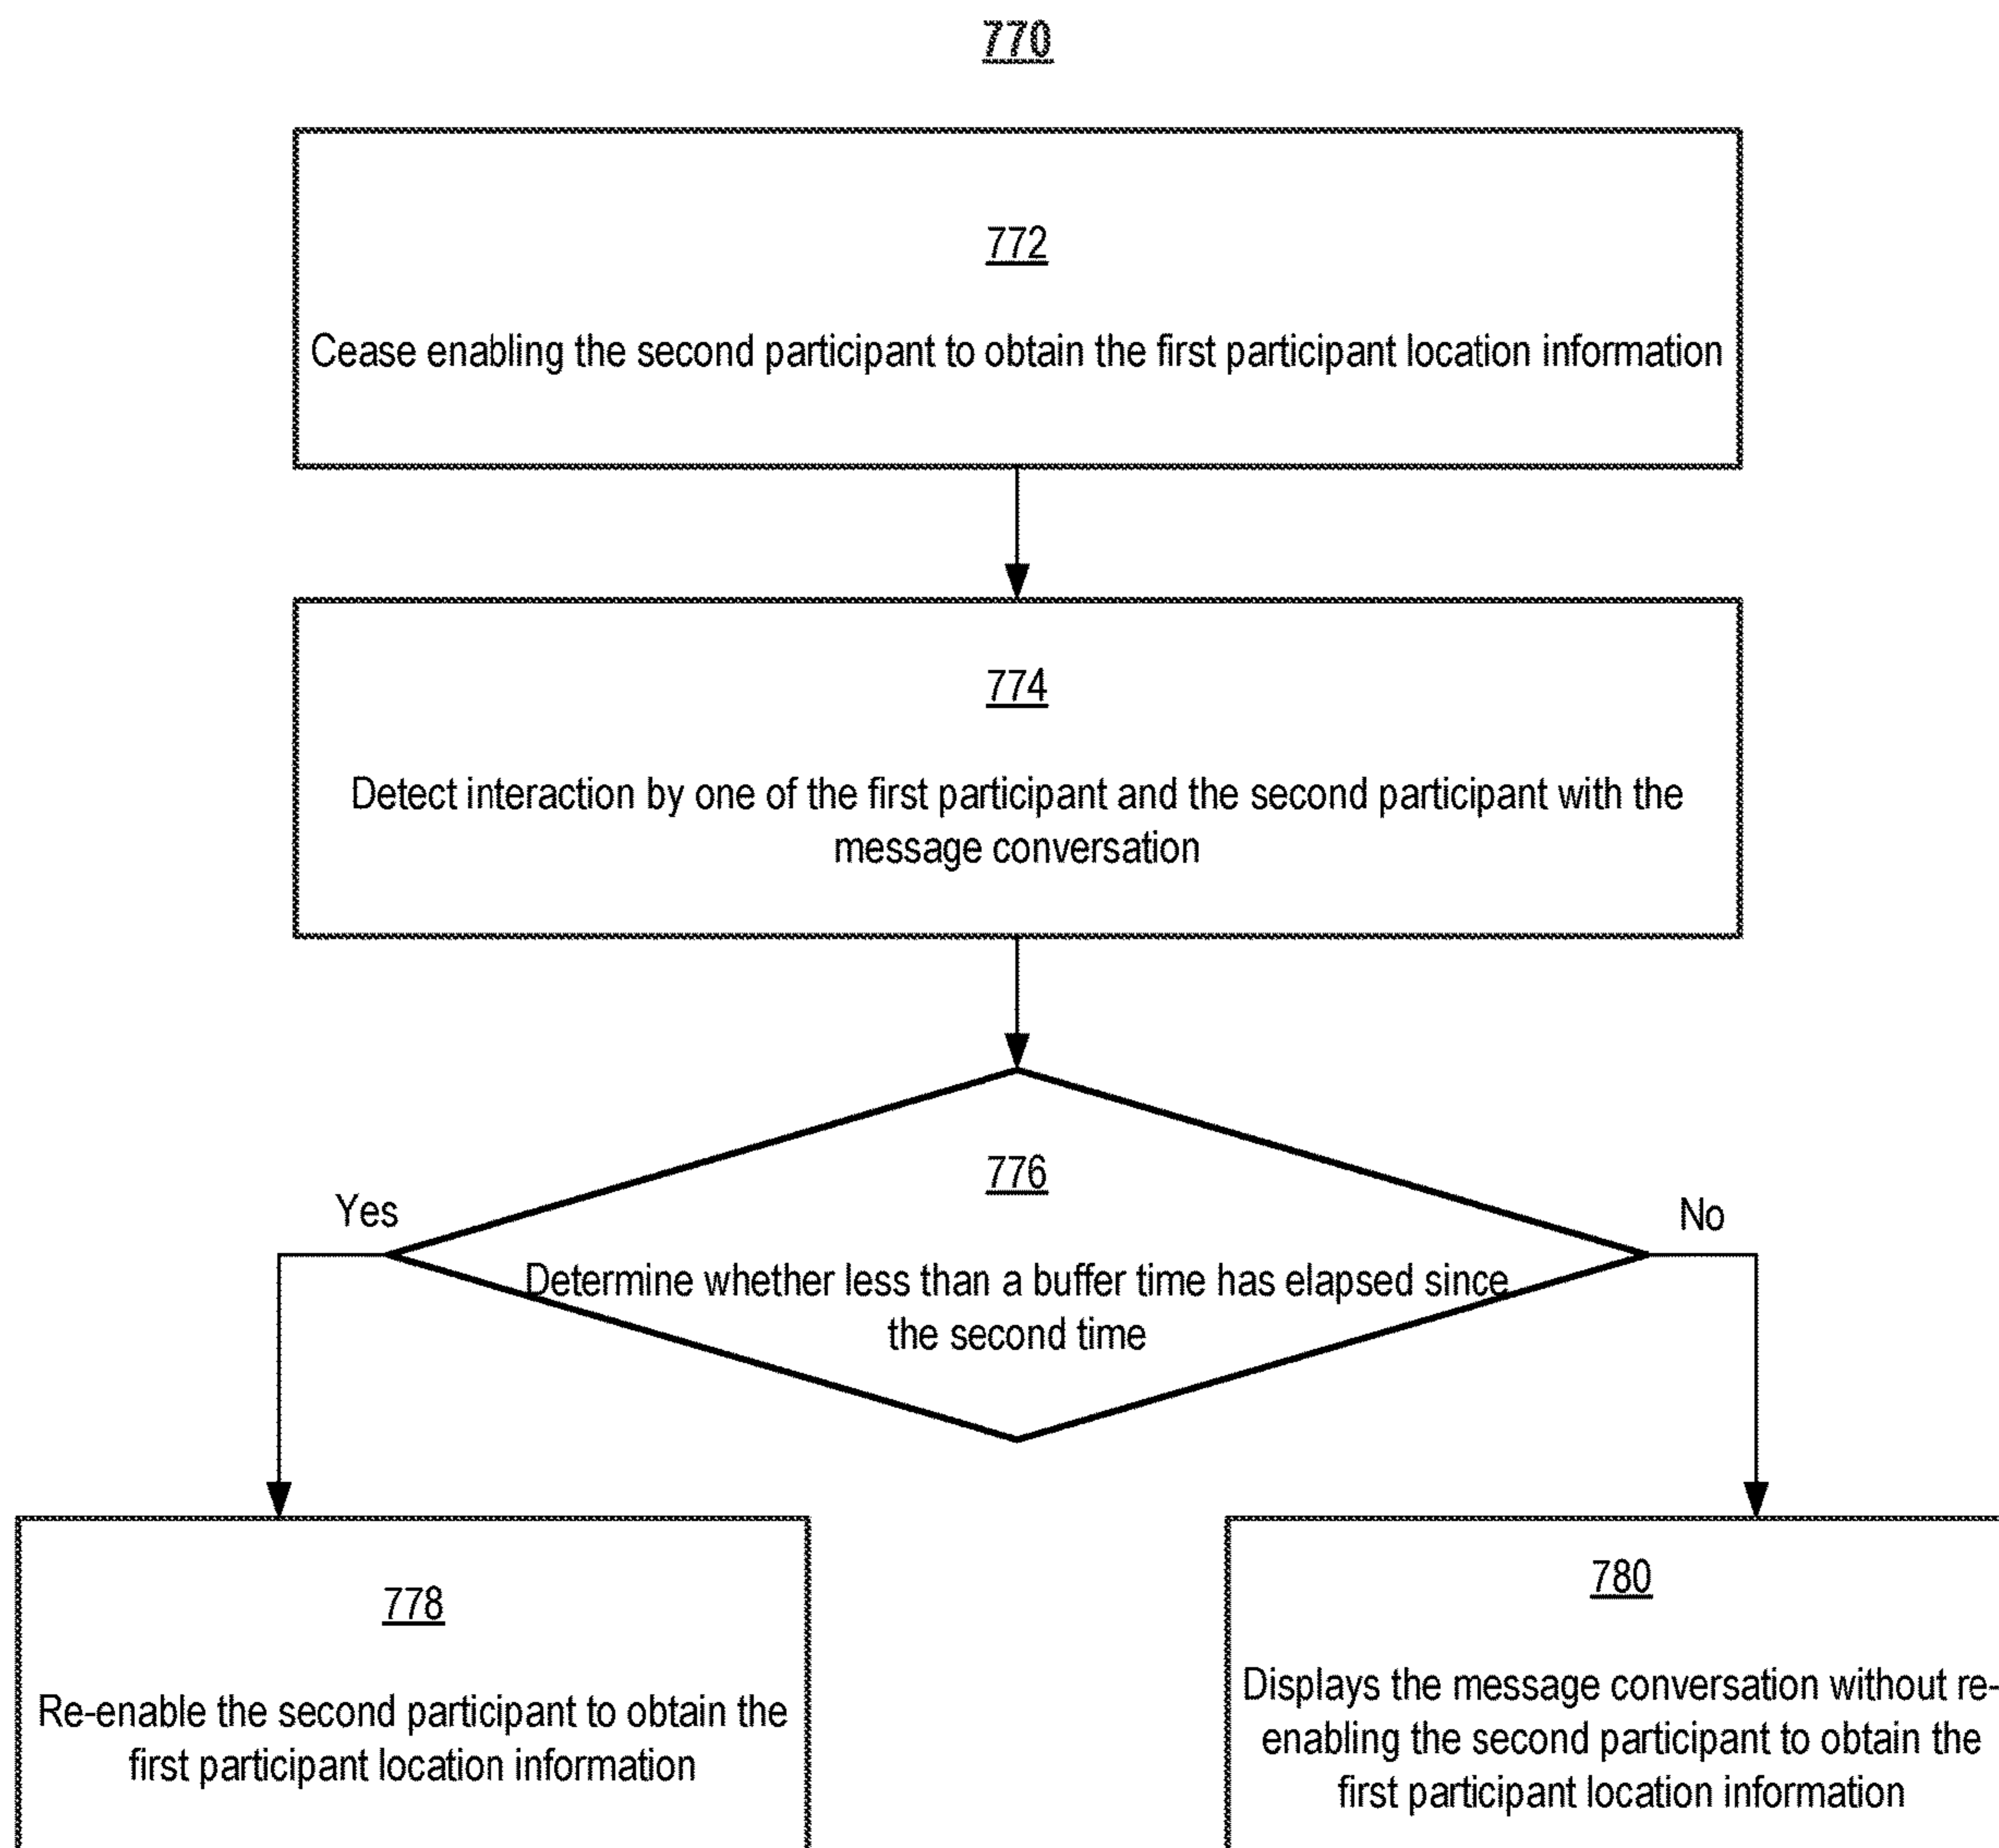 770
772
Cease enabling the second participant to obtain the first participant location information
774
Detect interaction by one of the first participant and the second participant with the
message conversation
776
Yes
No
Determine whether less than a buffer time has elapsed since
the second time
778
Re-enable the second participant to obtain the
first participant location information
780
Displays the message conversation without re-
enabling the second participant to obtain the
first participant location information